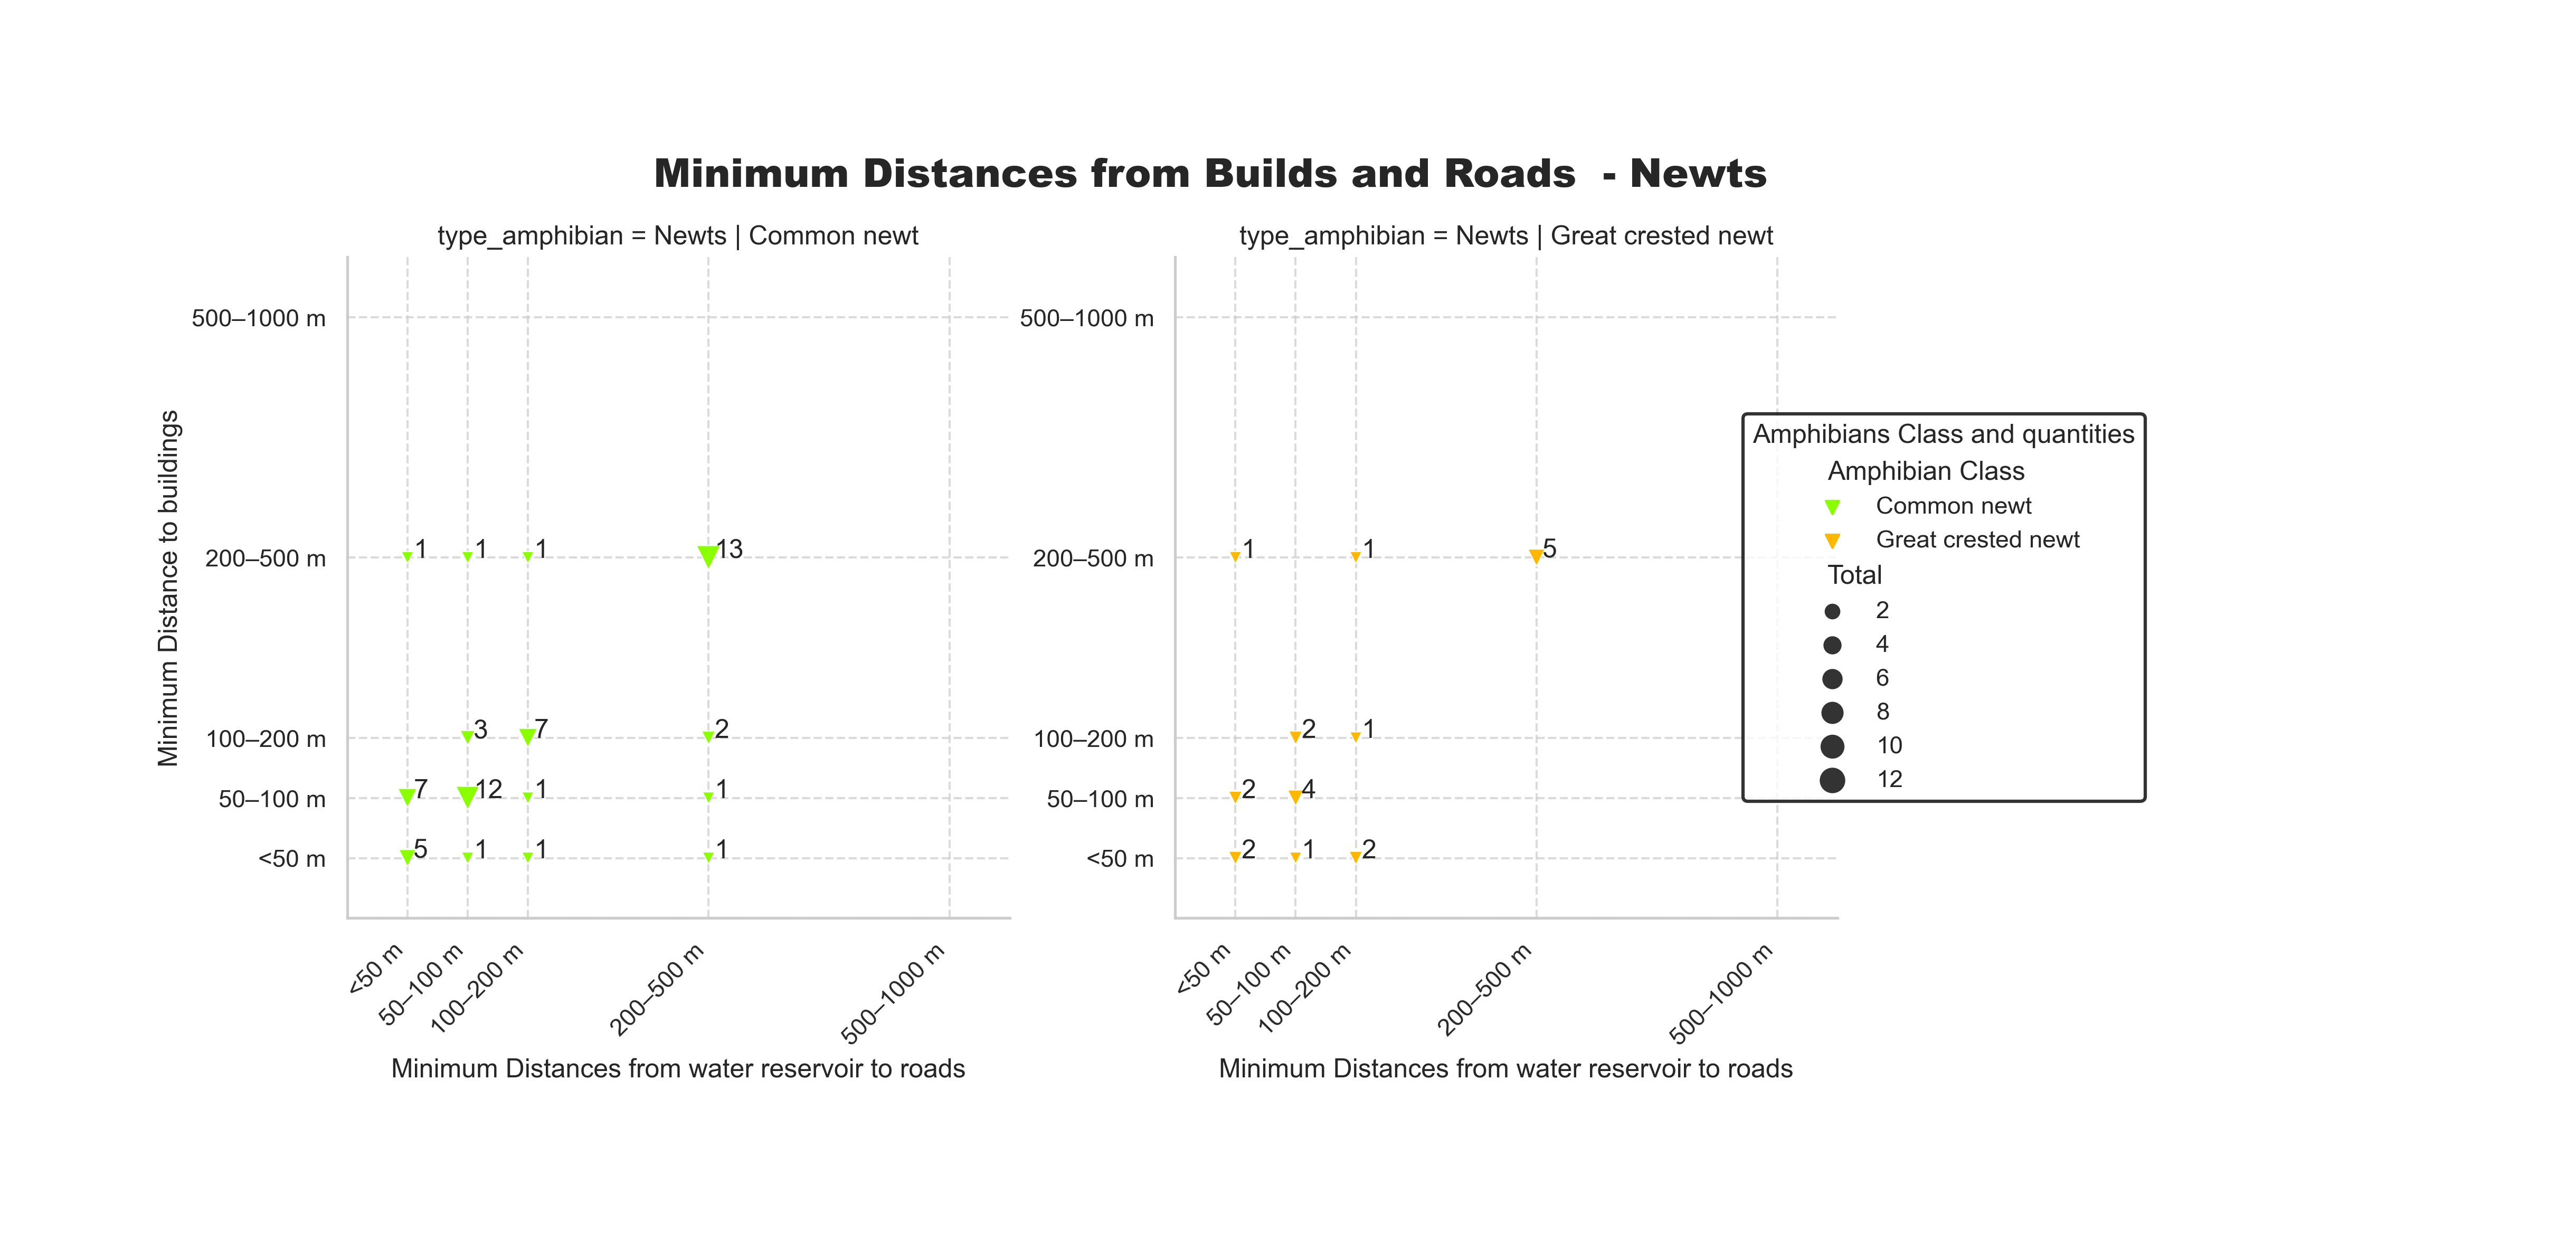 Minimum Distances from Builds and Roads  - Newts
type_amphibian = Newts | Common newt
500–1000 m
200–500 m
100–200 m
50–100 m
<50 m
Minimum Distance to buildings
1
1
1
13
3
7
2
7
12
1
1
5
1
1
1
<50 m
50–100 m
100–200 m
200–500 m
500–1000 m
Minimum Distances from water reservoir to roads
type_amphibian = Newts | Great crested newt
500–1000 m
200–500 m
100–200 m
50–100 m
<50 m
1
1
5
2
1
2
4
2
1
2
<50 m
50–100 m
100–200 m
200–500 m
500–1000 m
Minimum Distances from water reservoir to roads
Amphibians Class and quantities
Amphibian Class
Common newt
Great crested newt
Total
2
4
6
8
10
12